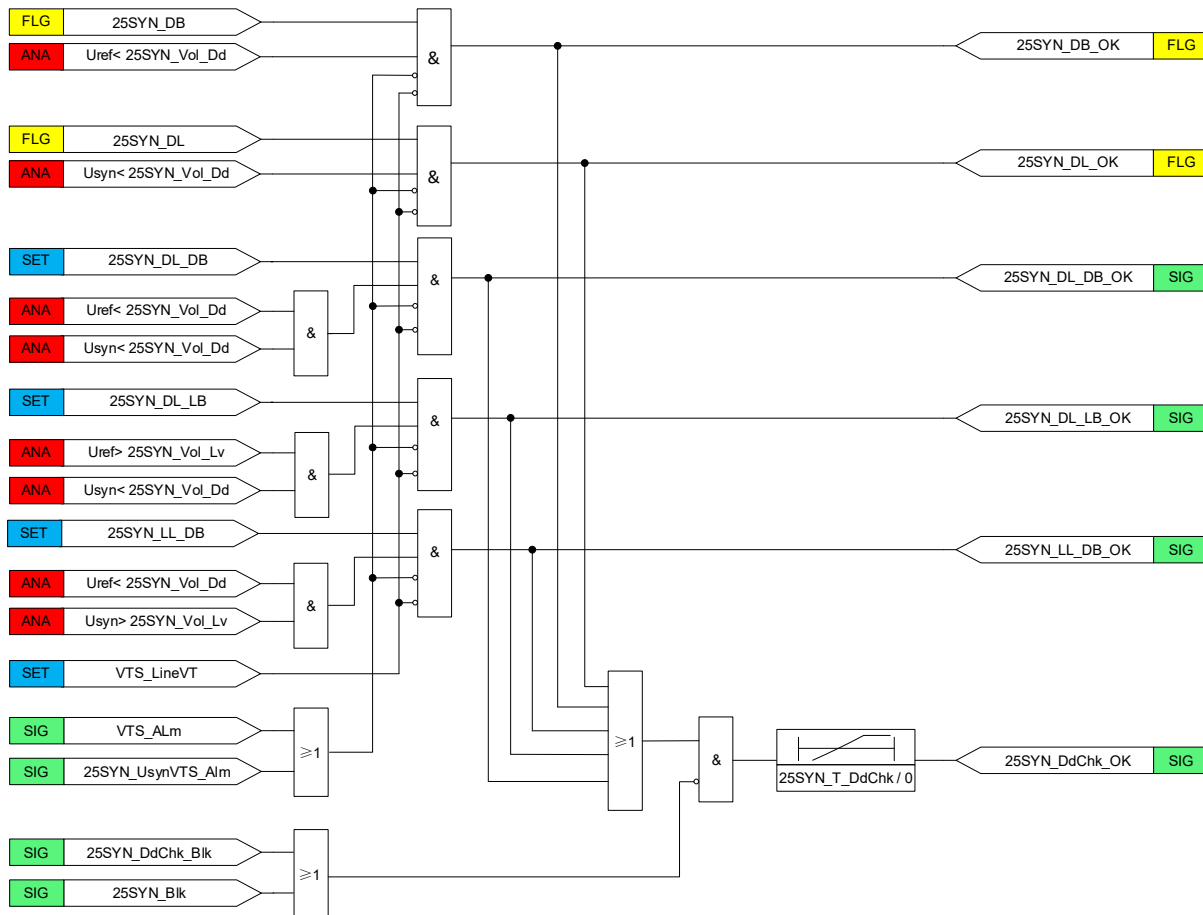 FLG 25SYN_DB
ANA Uref< 25SYN_Vol_Dd
&
25SYN_DB_OK FLG
FLG 25SYN_DL
ANA Usyn< 25SYN_Vol_Dd
&
25SYN_DL_OK FLG
SET 25SYN_DL_DB
ANA Uref< 25SYN_Vol_Dd
ANA Usyn< 25SYN_Vol_Dd
&
&
25SYN_DL_DB_OK SIG
SET 25SYN_DL_LB
ANA Uref> 25SYN_Vol_Lv
ANA Usyn< 25SYN_Vol_Dd
&
&
25SYN_DL_LB_OK SIG
SET 25SYN_LL_DB
ANA Uref< 25SYN_Vol_Dd
ANA Usyn> 25SYN_Vol_Lv
&
&
25SYN_LL_DB_OK SIG
SET VTS_LineVT
SIG VTS_ALm
SIG 25SYN_UsynVTS_Alm
≥1
≥1
&
25SYN_T_DdChk / 0
25SYN_DdChk_OK SIG
SIG 25SYN_DdChk_Blk
SIG 25SYN_Blk
≥1